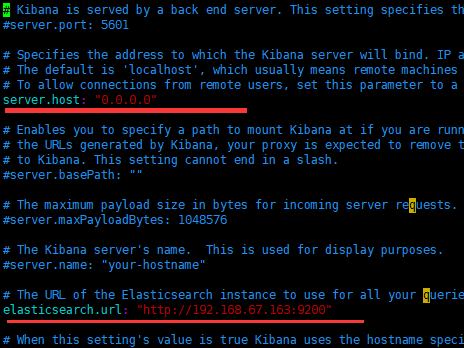 # Kibana is served by a back end server. This setting specifies th
#server.port: 5601
# Specifies the address to which the Kibana server will bind. IP a
# The default is 'localhost', which usually means remote machines
# To allow connections from remote users, set this parameter to a
server.host: "0.0.0.0"
# Enables you to specify a path to mount Kibana at if you are runn
# the URLs generated by Kibana, your proxy is expected to remove t
# to Kibana. This setting cannot end in a slash.
#server.basePath: ""
# The maximum payload size in bytes for incoming server requests.
#server.maxPayloadBytes: 1048576
# The Kibana server's name.  This is used for display purposes.
#server.name: "your-hostname"
# The URL of the Elasticsearch instance to use for all your querie
elasticsearch.url: "http://192.168.67.163:9200"
# When this setting's value is true Kibana uses the hostname speci